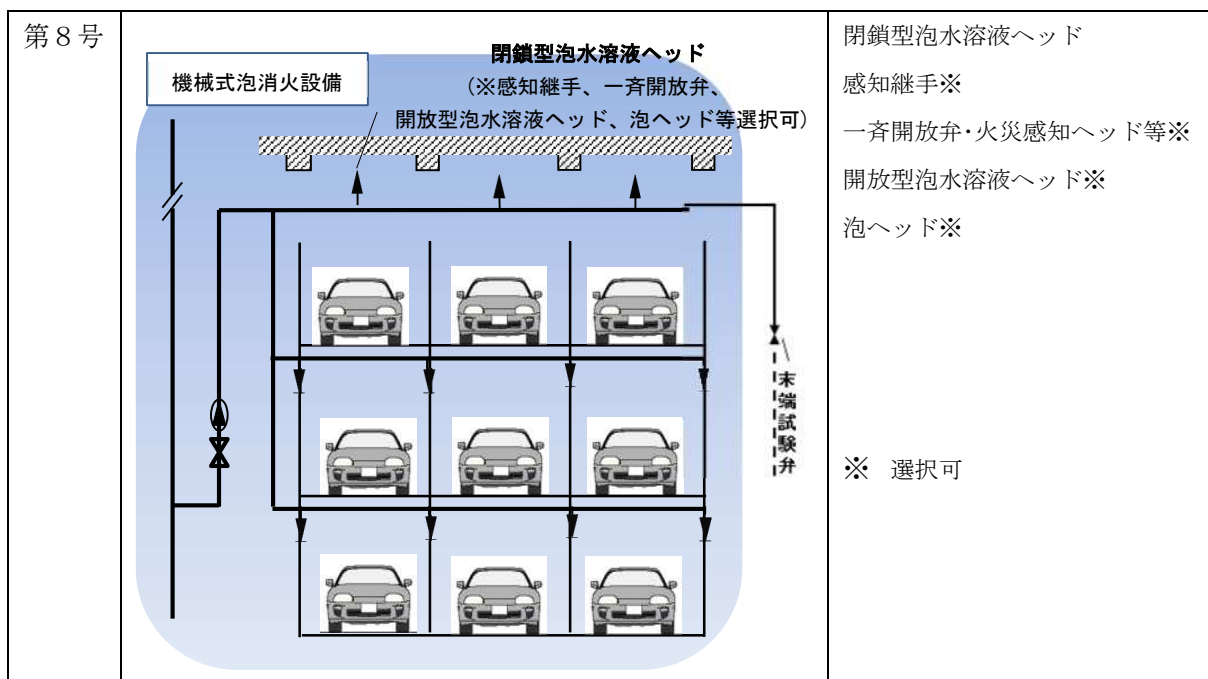 第８号
機械式泡消火設備
閉鎖型泡水溶液ヘッド
(※感知継手、一斉開放弁、
開放型泡水溶液ヘッド、泡ヘッド等選択可)
末端試験弁
閉鎖型泡水溶液ヘッド
感知継手※
一斉開放弁・火災感知ヘッド等※
開放型泡水溶液ヘッド※
泡ヘッド※
※　選択可